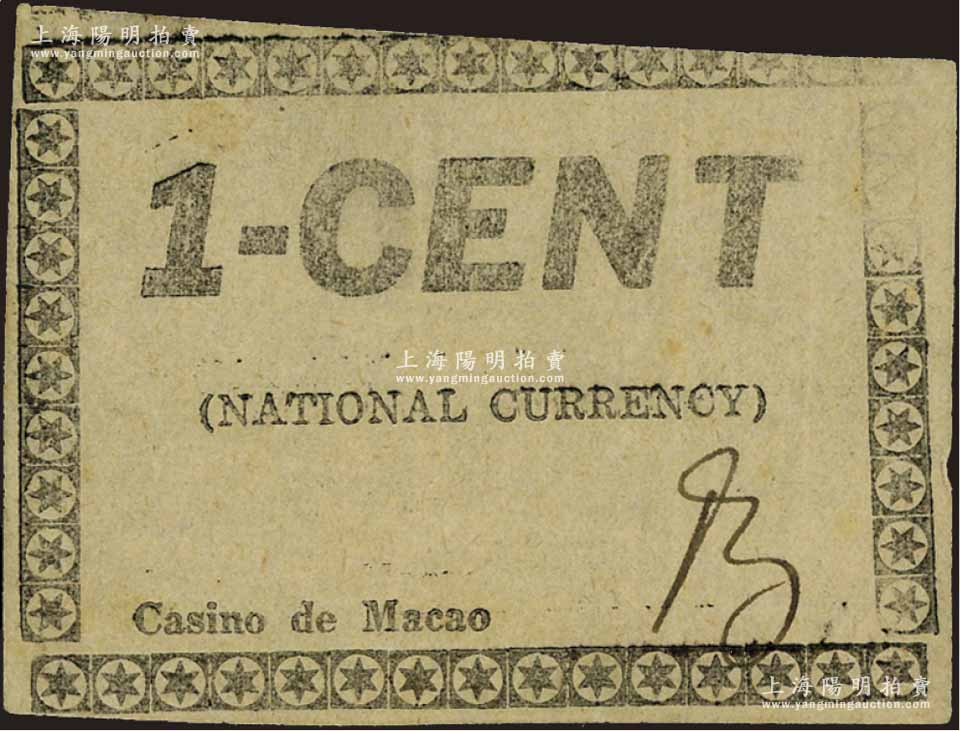 上海陽明拍賣
www.yangmingauction.com
1-CENT
上海陽明拍賣
www.yangmingauction.com
(NATIONAL CURRENCY)
Casino de Macao
上海陽明拍賣
www.yangmingauction.com